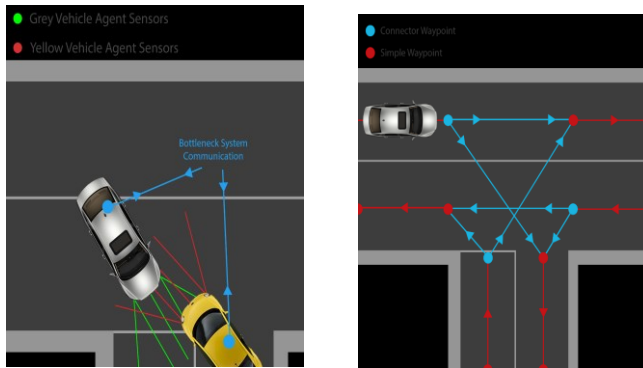 Grey Vehicle Agent Sensors
Yellow Vehicle Agent Sensors
Bottleneck System
Communication
Connector Waypoint
Simple Waypoint